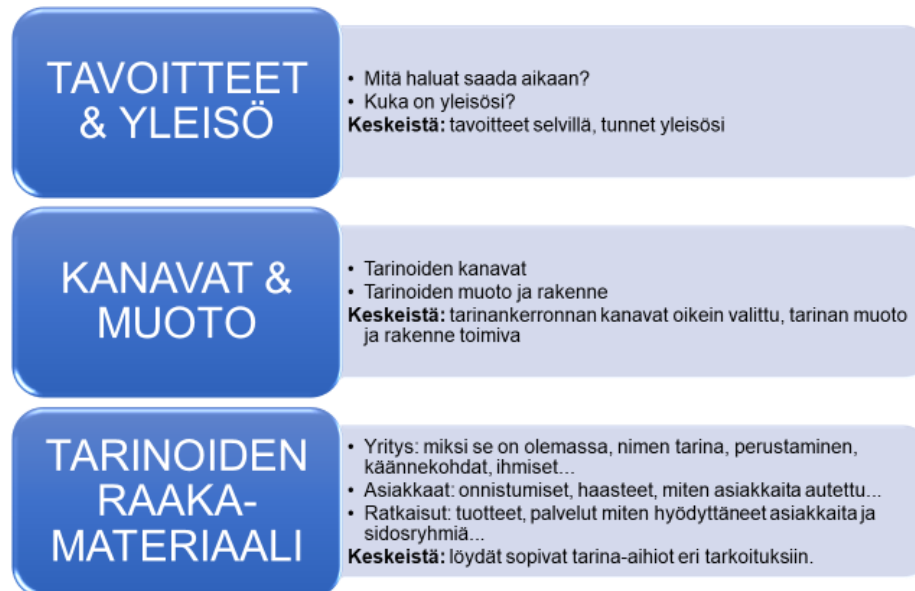 TAVOITTEET
& YLEISÖ
• Mitä haluat saada aikaan?
• Kuka on yleisösi?
Keskeistä: tavoitteet selvillä, tunnet yleisösi
KANAVAT &
MUOTO
• Tarinoiden kanavat
• Tarinoiden muoto ja rakenne
Keskeistä: tarinankerronnan kanavat oikein valittu, tarinan muoto
ja rakenne toimiva
TARINOIDEN
RAAKA-
MATERIAALI
• Yritys: miksi se on olemassa, nimen tarina, perustaminen,
käännekohdat, ihmiset...
• Asiakkaat: onnistumiset, haasteet, miten asiakkaita autettu...
• Ratkaisut: tuotteet, palvelut miten hyödyttäneet asiakkaita ja
sidosryhmiä...
Keskeistä: löydät sopivat tarina-aihiot eri tarkoituksiin.